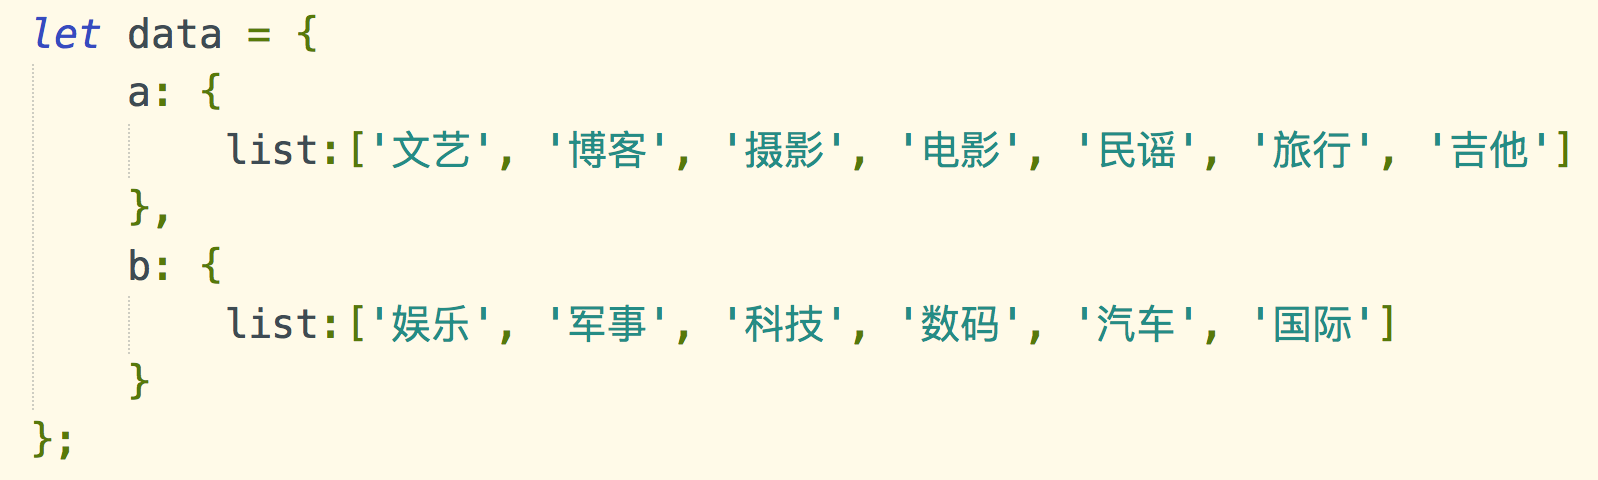 let data = {
    a: {
        list:['文艺', '博客', '摄影', '电影', '民谣', '旅行', '吉他']
    },
    b: {
        list:['娱乐', '军事', '科技', '数码', '汽车', '国际']
    }
};